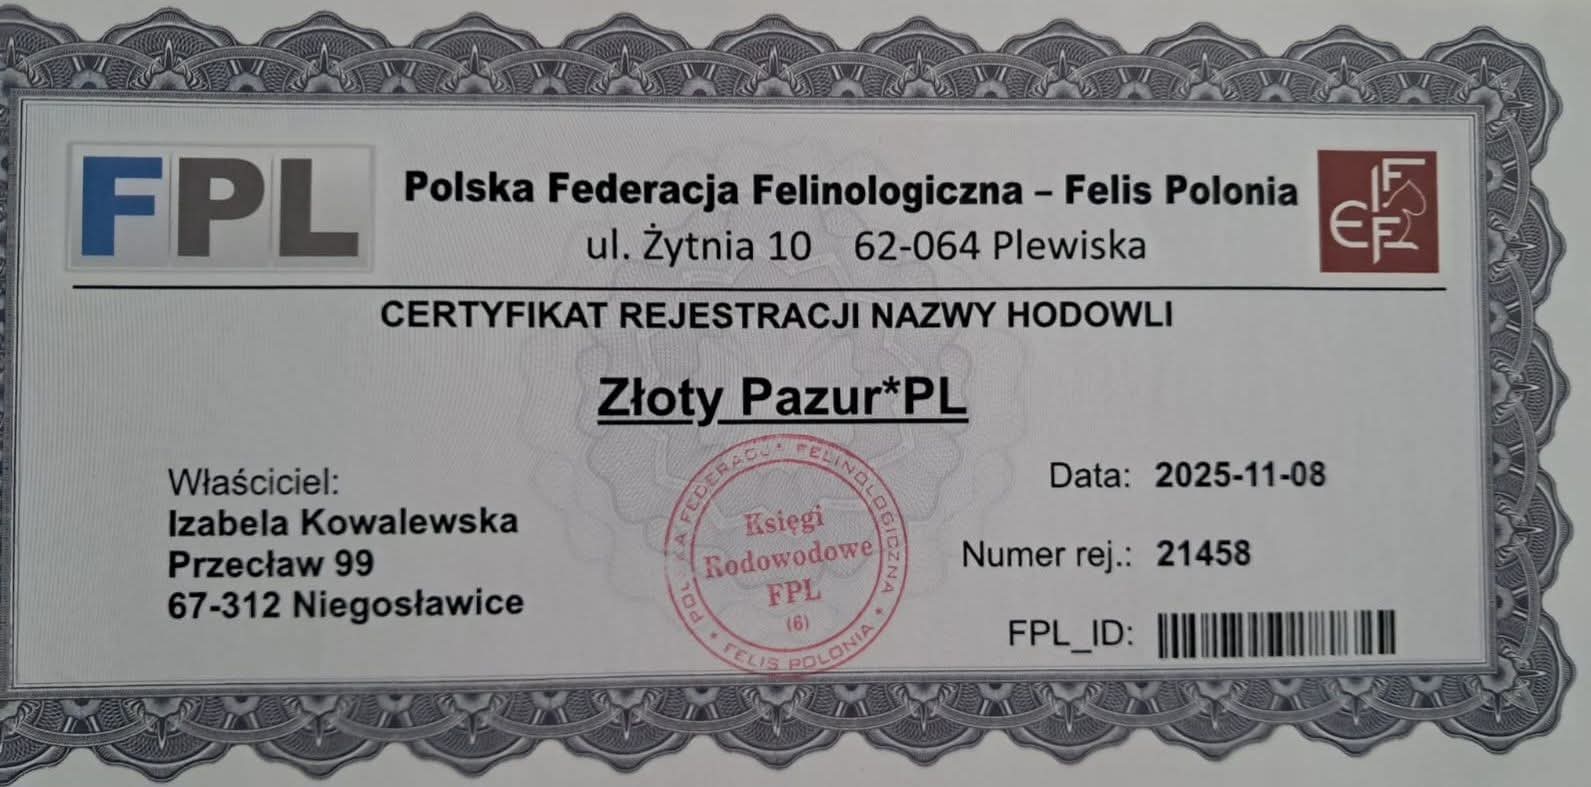 FPL
Polska Federacja Felinologiczna – Felis Polonia
FIFE
ul. Żytnia 10 62-064 Plewiska
CERTYFIKAT REJESTRACJI NAZWY HODOWLI
Złoty Pazur*PL
Właściciel:
Izabela Kowalewska
Przecław 99
67-312 Niegosławice
POLSKA FEDERACJA FELINOLOGICZNA * FELIS POLONIA *
Księgi
Rodowodowe
FPL
(6)
Data: 2025-11-08
Numer rej.: 21458
FPL_ID: